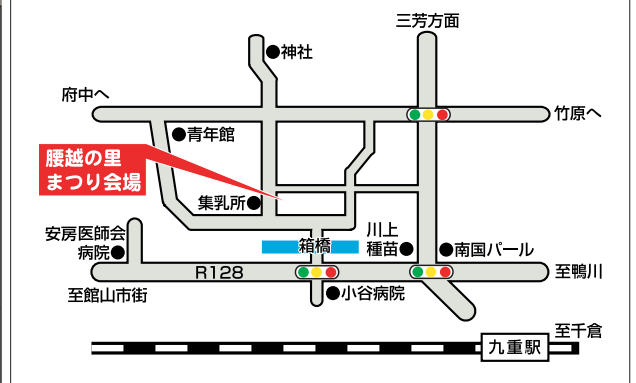 三芳方面
神社
府中へ
竹原へ
青年館
腰越の里
まつり会場
集乳所
安房医師会
病院
箱橋
川上
種苗
南国パール
R128
至鴨川
至館山市街
小谷病院
至千倉
九重駅